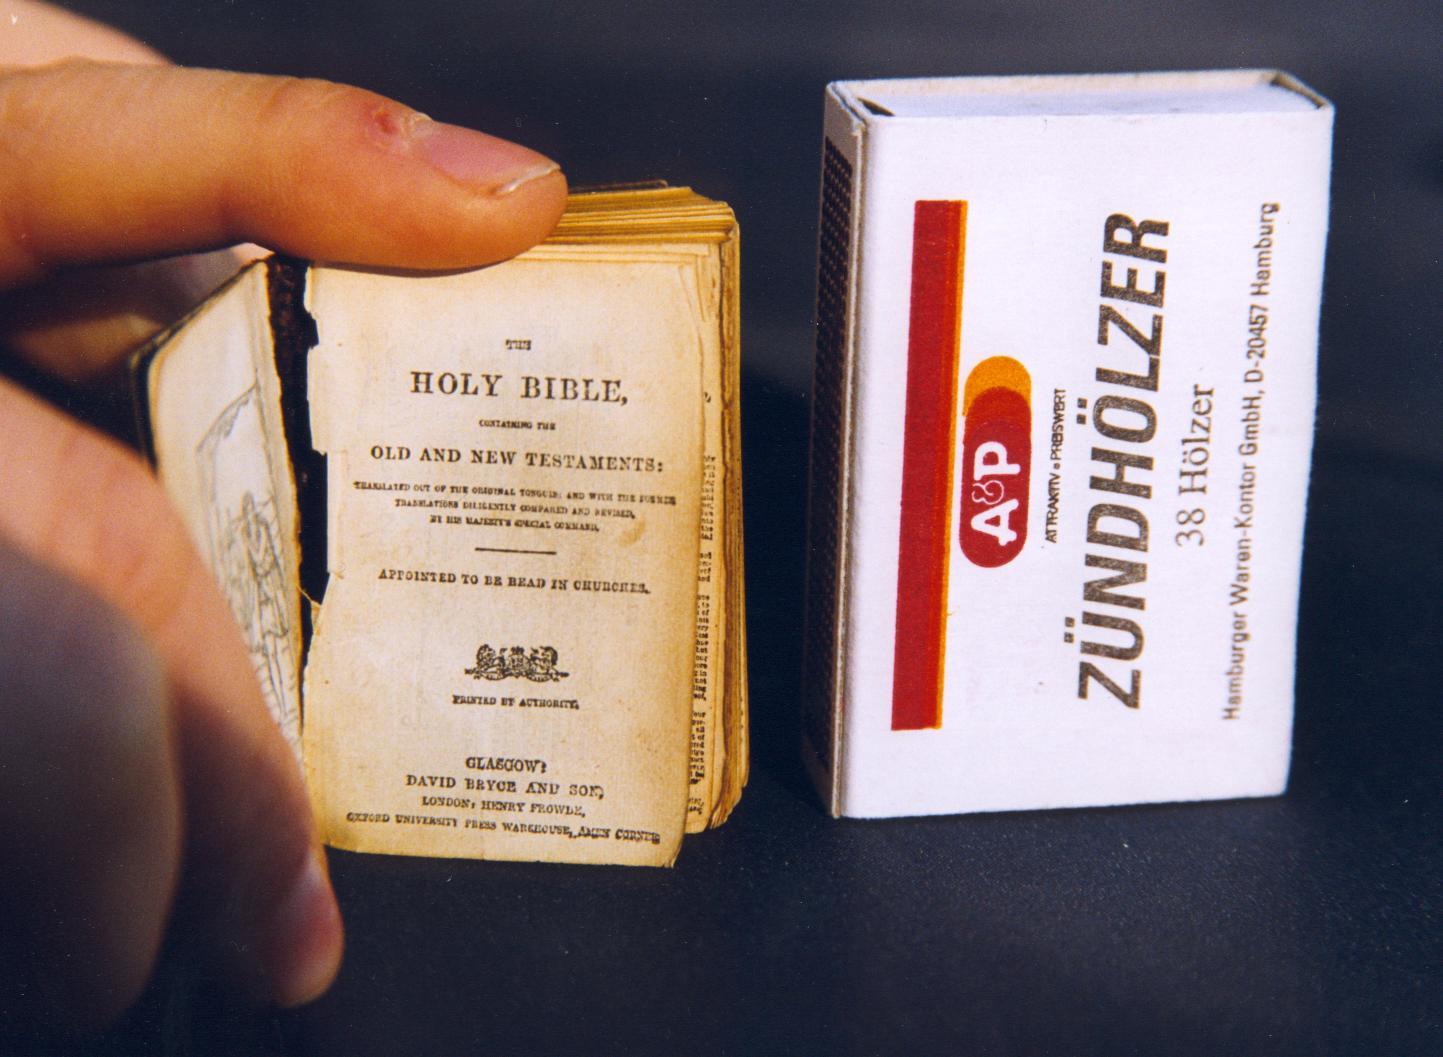 THE
HOLY BIBLE,
CONTAINING THE
OLD AND NEW TESTAMENTS:
TRANSLATED OUT OF THE ORIGINAL TONGUES; AND WITH THE FORMER
TRANSLATIONS DILIGENTLY COMPARED AND REVISED,
BY HIS MAJESTY'S SPECIAL COMMAND.
APPOINTED TO BE READ IN CHURCHES.
PRINTED BY AUTHORITY.
GLASGOW:
DAVID BRYCE AND SON,
LONDON: HENRY FROWDE,
OXFORD UNIVERSITY PRESS WAREHOUSE, AMEN CORNER
A&P
ATTRAKTIV & PREISWERT
ZÜNDHÖLZER
38 Hölzer
Hamburger Waren-Kontor GmbH, D-20457 Hamburg